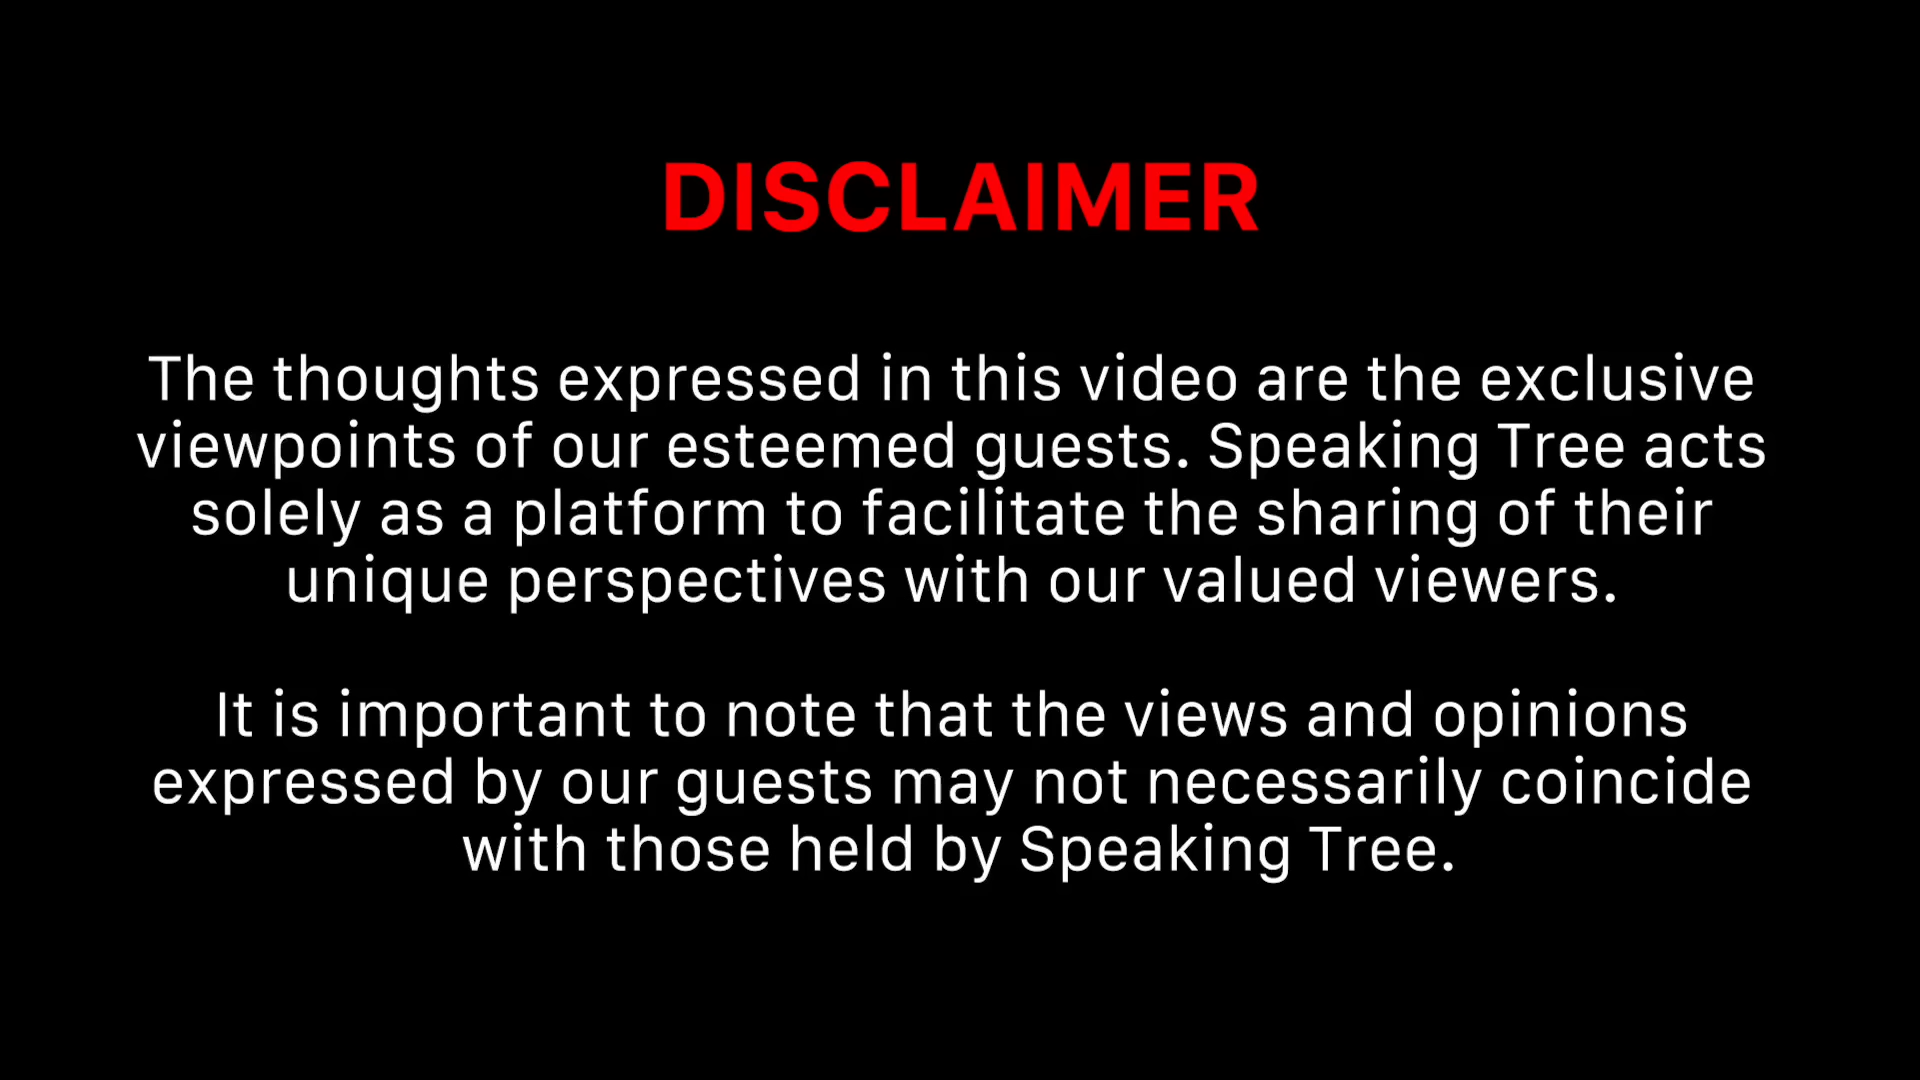 DISCLAIMER
The thoughts expressed in this video are the exclusive
viewpoints of our esteemed guests. Speaking Tree acts
solely as a platform to facilitate the sharing of their
unique perspectives with our valued viewers.
It is important to note that the views and opinions
expressed by our guests may not necessarily coincide
with those held by Speaking Tree.